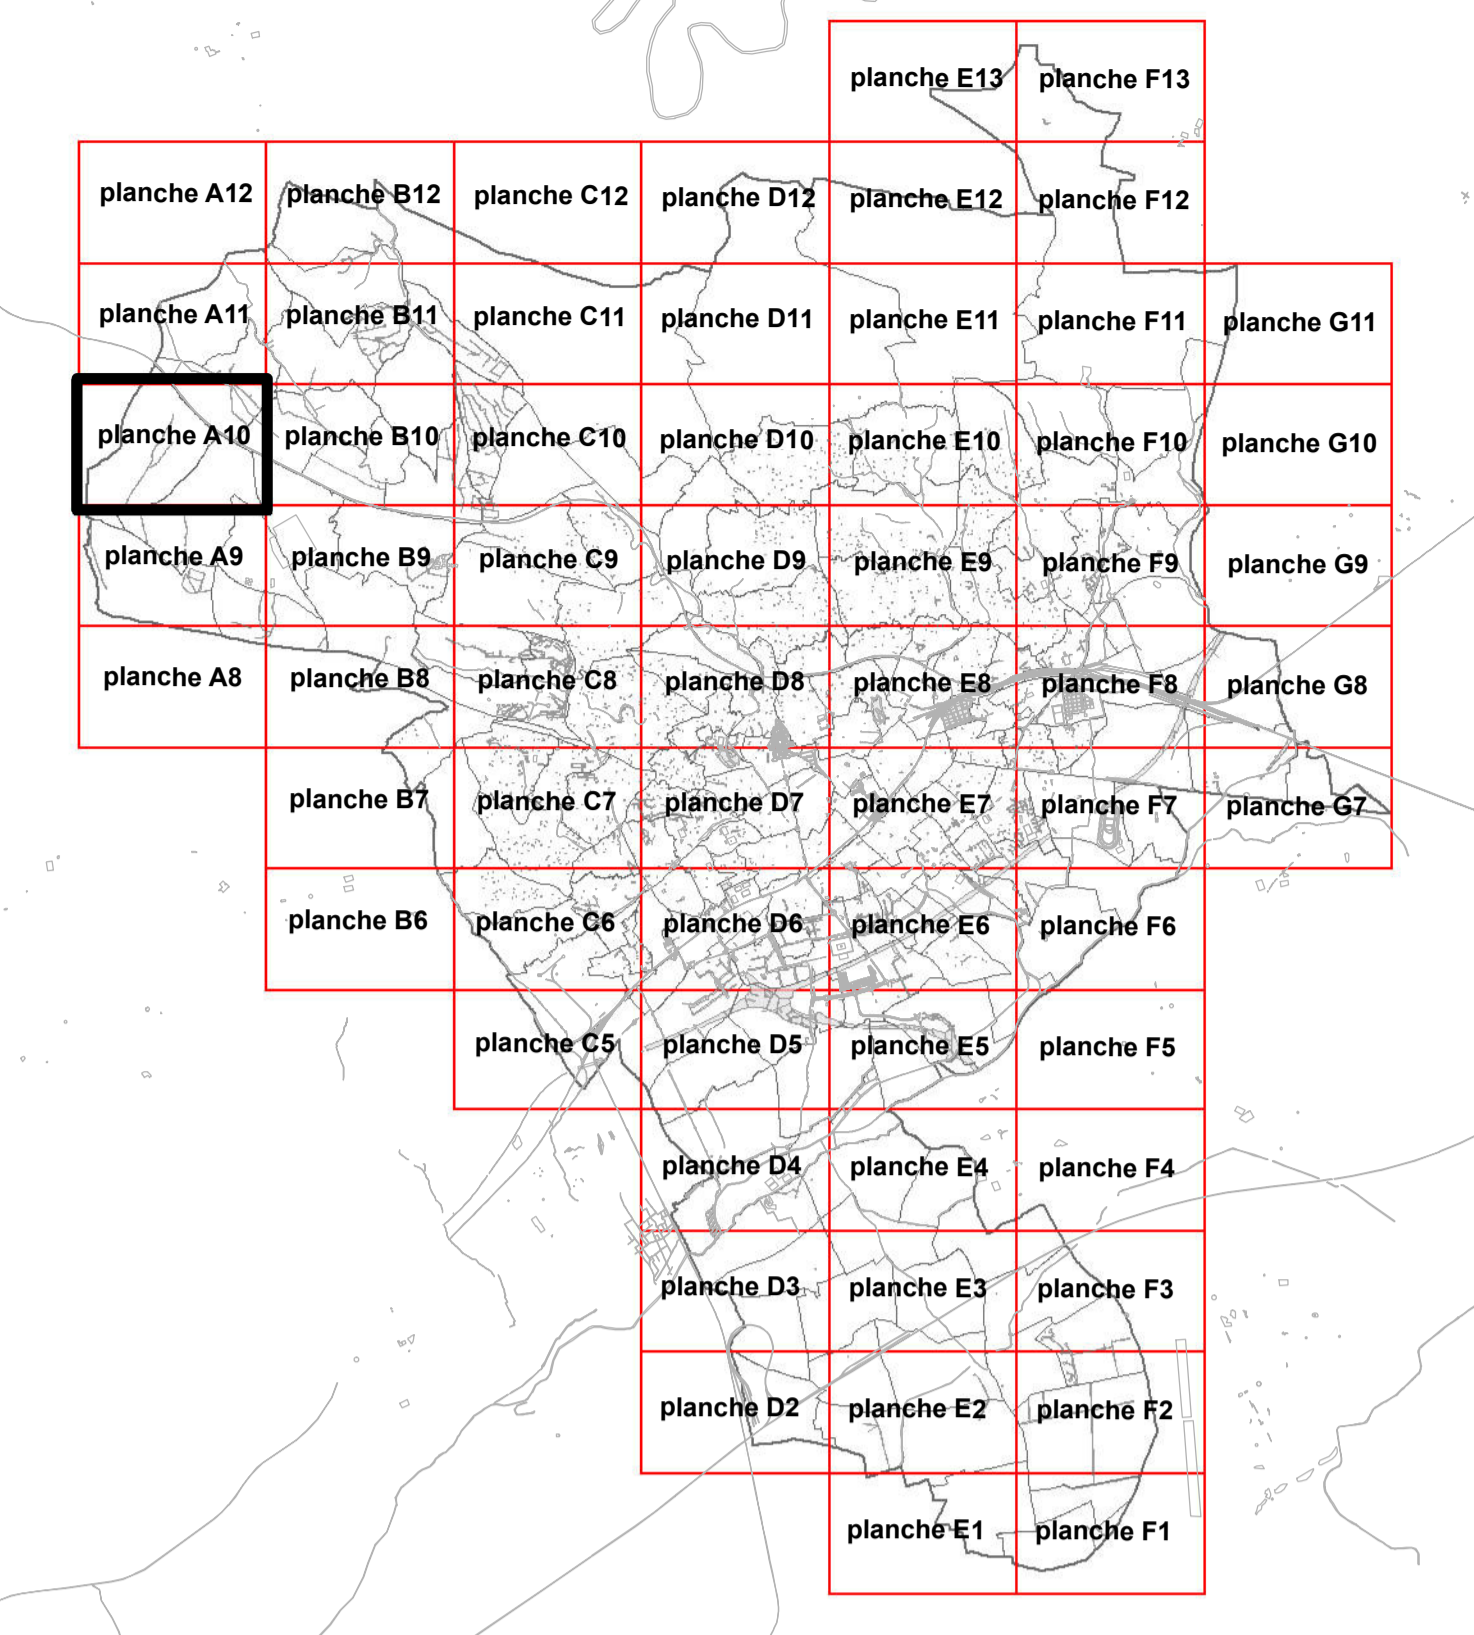 planche E13 planche F13
planche A12 planche B12 planche C12 planche D12 planche E12 planche F12
planche A11 planche B11 planche C11 planche D11 planche E11 planche F11 planche G11
planche A10 planche B10 planche C10 planche D10 planche E10 planche F10 planche G10
planche A9 planche B9 planche C9 planche D9 planche E9 planche F9 planche G9
planche A8 planche B8 planche C8 planche D8 planche E8 planche F8 planche G8
planche B7 planche C7 planche D7 planche E7 planche F7 planche G7
planche B6 planche C6 planche D6 planche E6 planche F6
planche C5 planche D5 planche E5 planche F5
planche D4 planche E4 planche F4
planche D3 planche E3 planche F3
planche D2 planche E2 planche F2
planche E1 planche F1